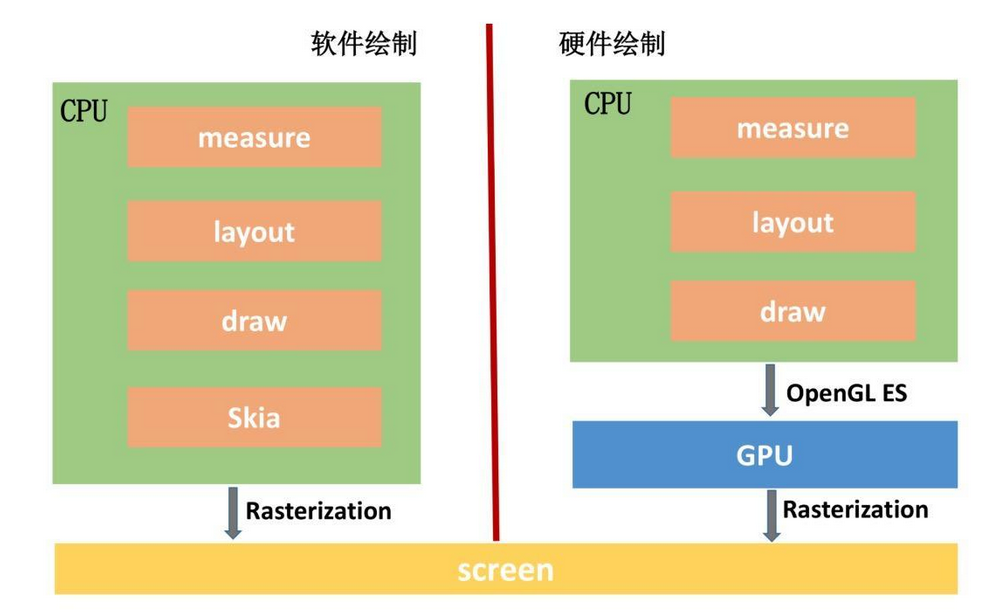 软件绘制
CPU
measure
layout
draw
Skia
Rasterization
硬件绘制
CPU
measure
layout
draw
OpenGL ES
GPU
Rasterization
screen